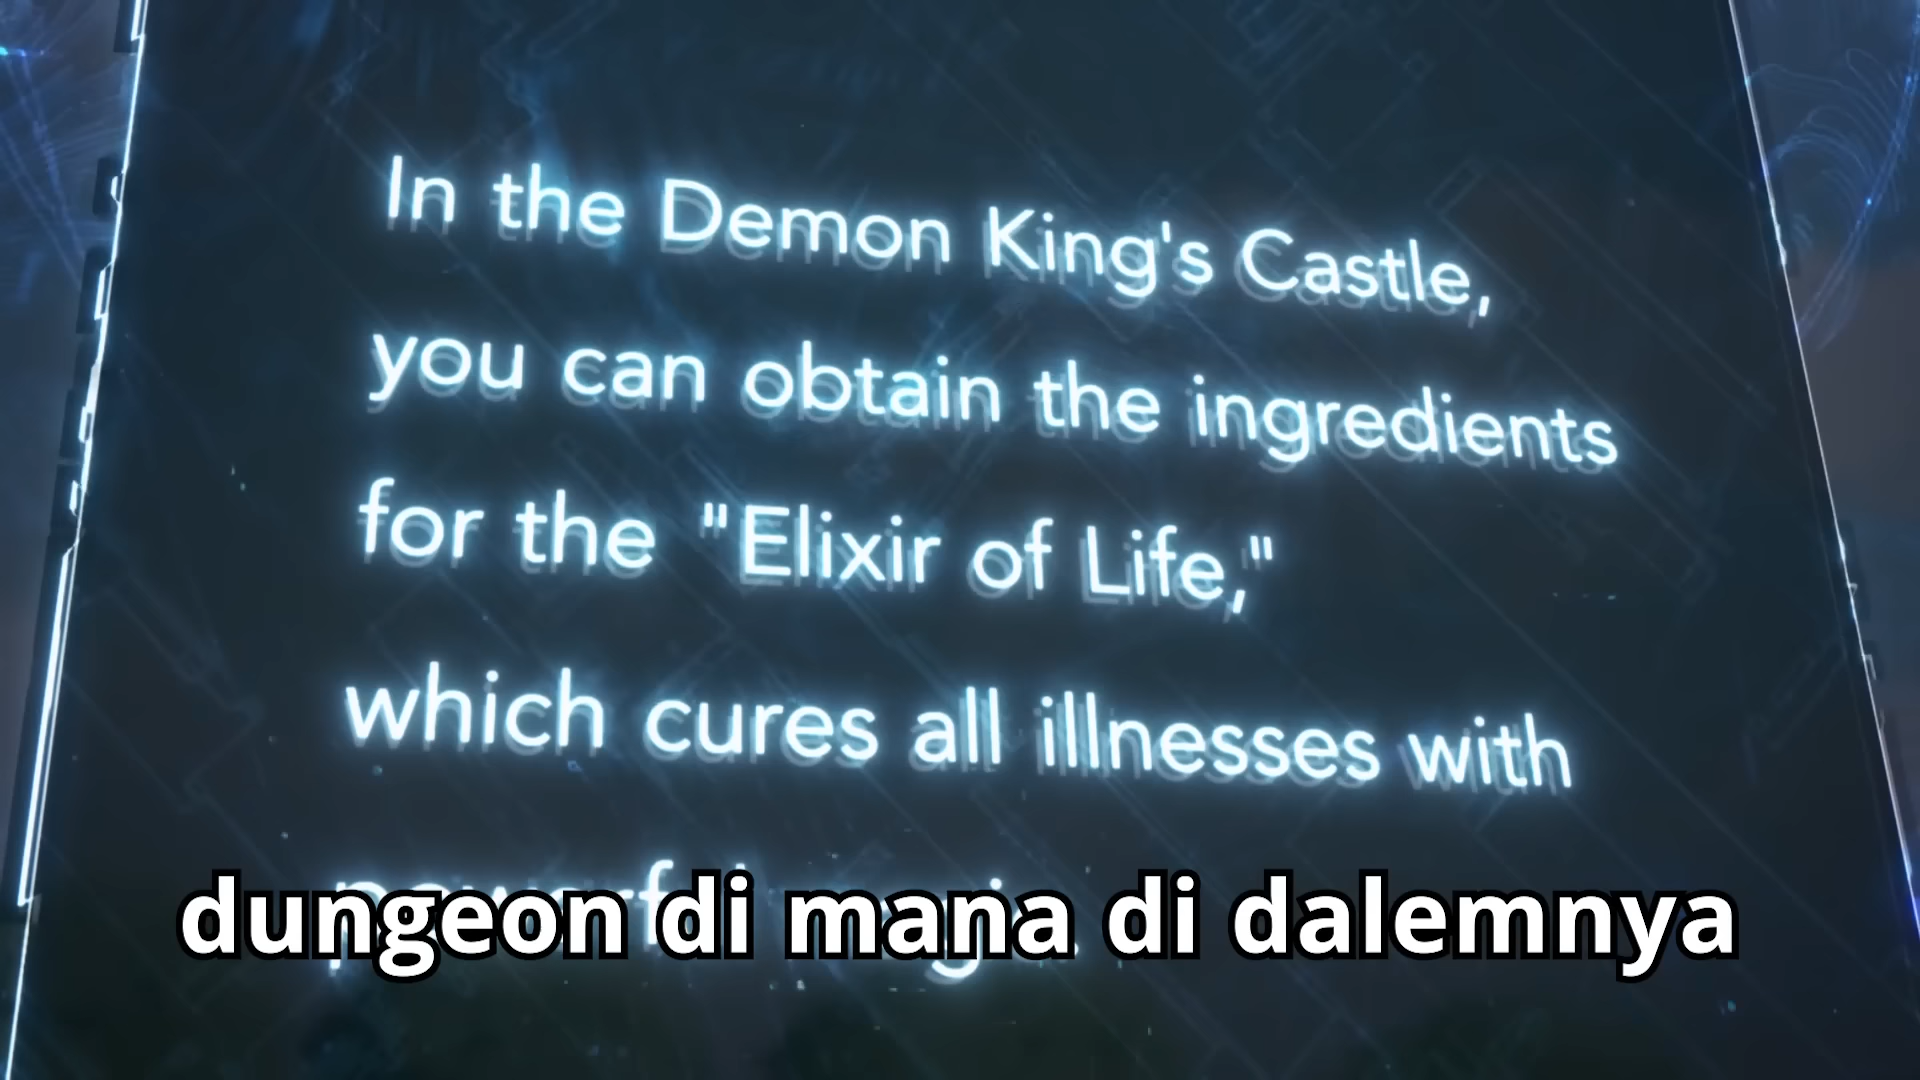 In the Demon King's Castle,
you can obtain the ingredients
for the "Elixir of Life,"
which cures all illnesses with
dungeon di mana di dalemnya